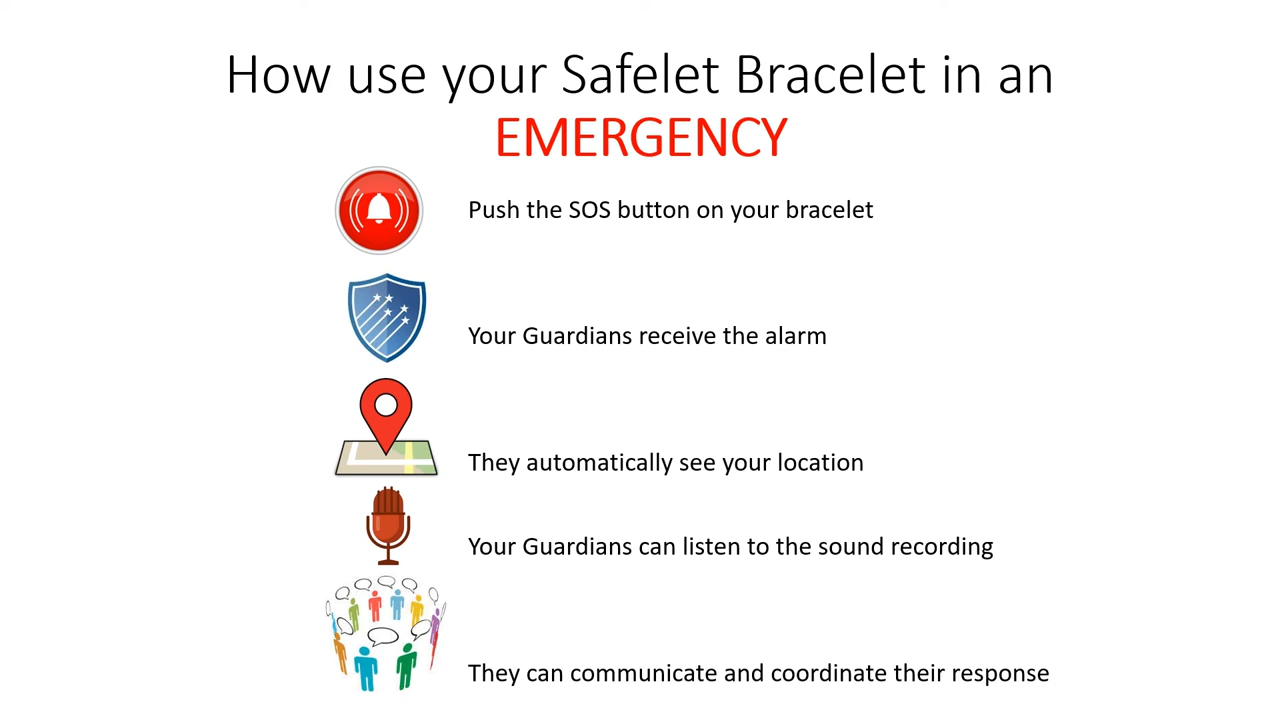 How use your Safelet Bracelet in an
EMERGENCY
Push the SOS button on your bracelet
Your Guardians receive the alarm
They automatically see your location
Your Guardians can listen to the sound recording
They can communicate and coordinate their response